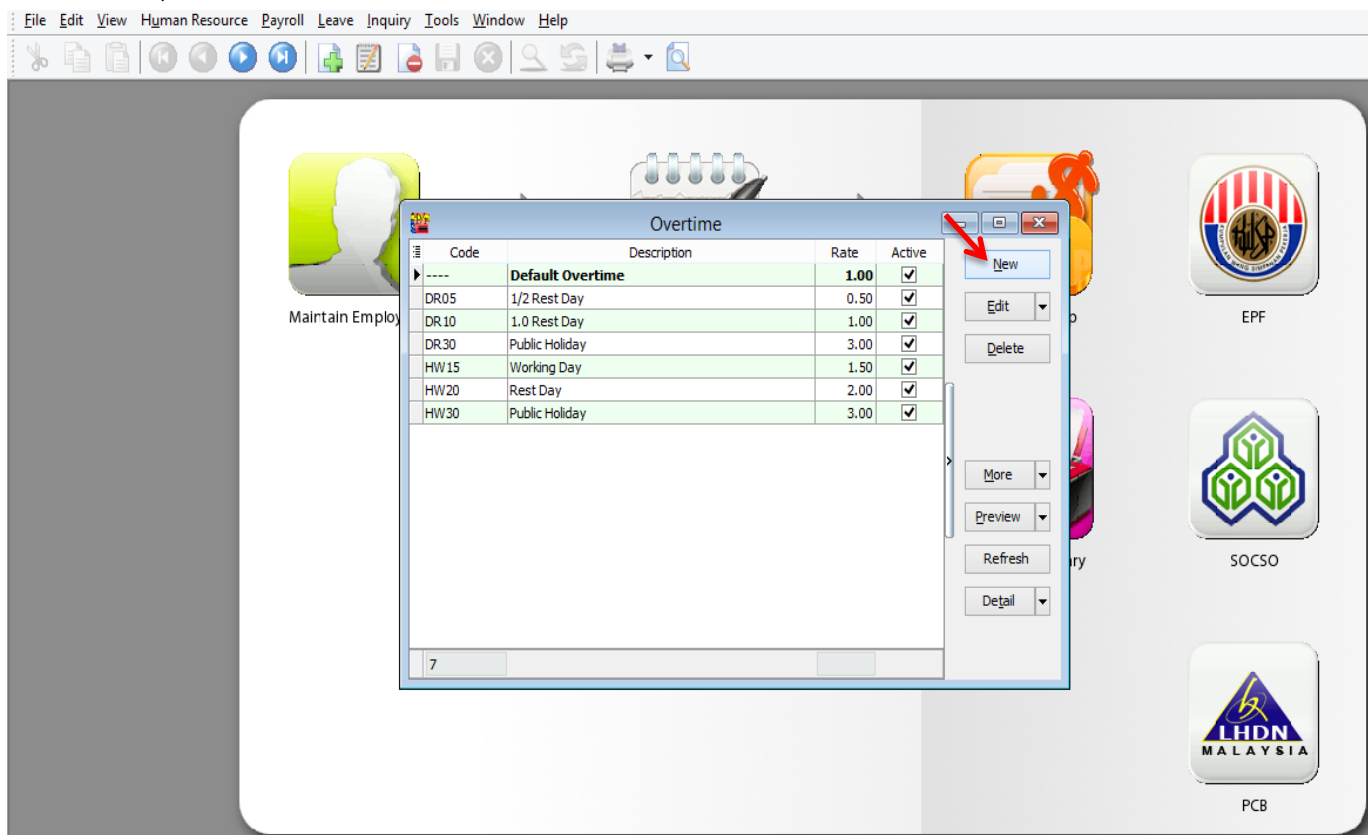 File Edit View Human Resource Payroll Leave Inquiry Tools Window Help
Overtime
Code Description Rate Active
---- Default Overtime 1.00
DR05 1/2 Rest Day 0.50
DR10 1.0 Rest Day 1.00
DR30 Public Holiday 3.00
HW15 Working Day 1.50
HW20 Rest Day 2.00
HW30 Public Holiday 3.00
7
New
Edit
Delete
More
Preview
Refresh
Detail
Maintain Employ
EPF
SOCSO
LHDN
MALAYSIA
PCB